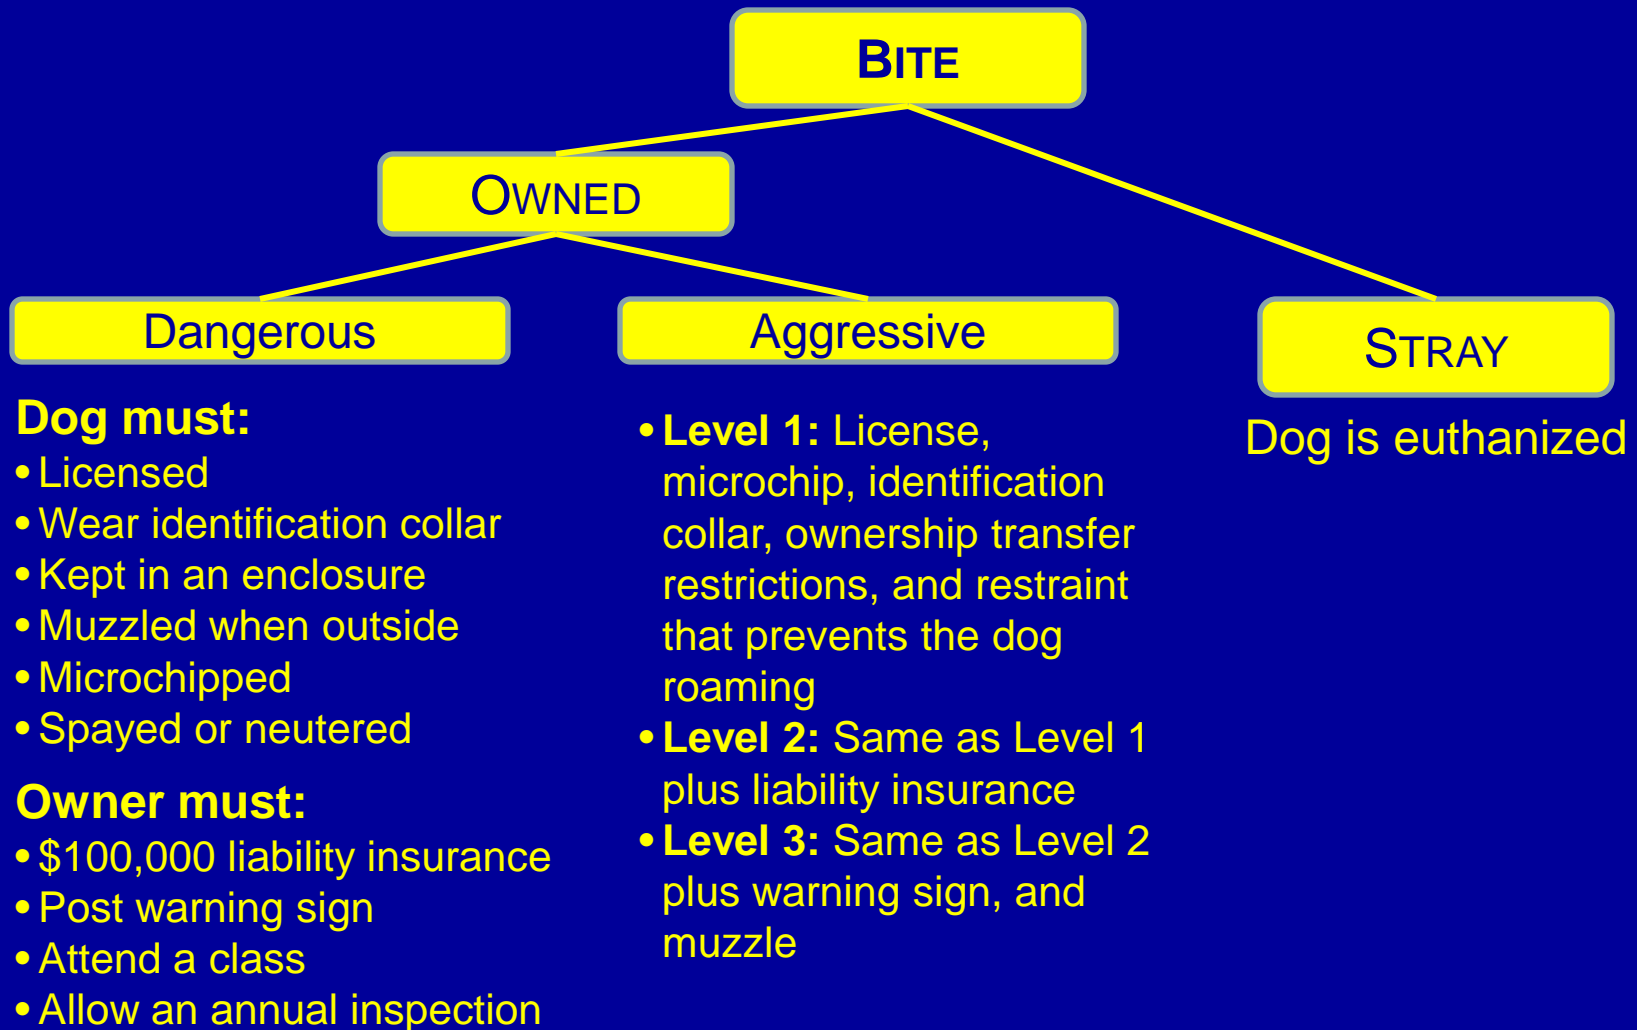 BITE
OWNED
Dangerous
Aggressive
STRAY
Dog must:
• Licensed
• Wear identification collar
• Kept in an enclosure
• Muzzled when outside
• Microchipped
• Spayed or neutered
Owner must:
• $100,000 liability insurance
• Post warning sign
• Attend a class
• Allow an annual inspection
• Level 1: License,
microchip, identification
collar, ownership transfer
restrictions, and restraint
that prevents the dog
roaming
• Level 2: Same as Level 1
plus liability insurance
• Level 3: Same as Level 2
plus warning sign, and
muzzle
Dog is euthanized